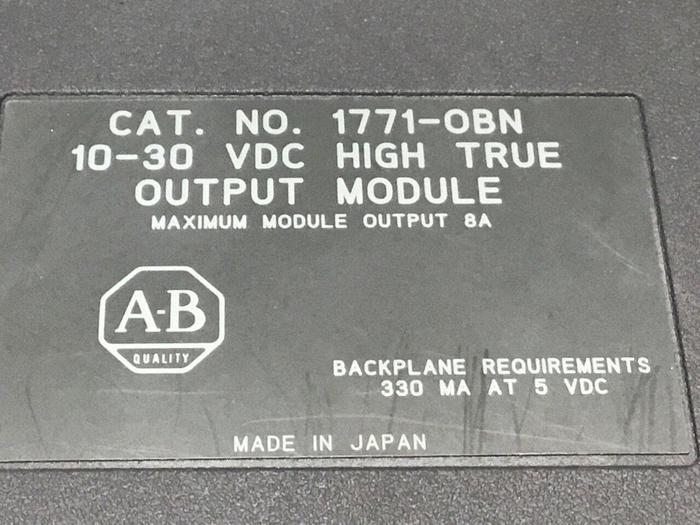 CAT. NO. 1771-OBN
10-30 VDC HIGH TRUE
OUTPUT MODULE
MAXIMUM MODULE OUTPUT 8A
A-B
QUALITY
BACKPLANE REQUIREMENTS
330 MA AT 5 VDC
MADE IN JAPAN